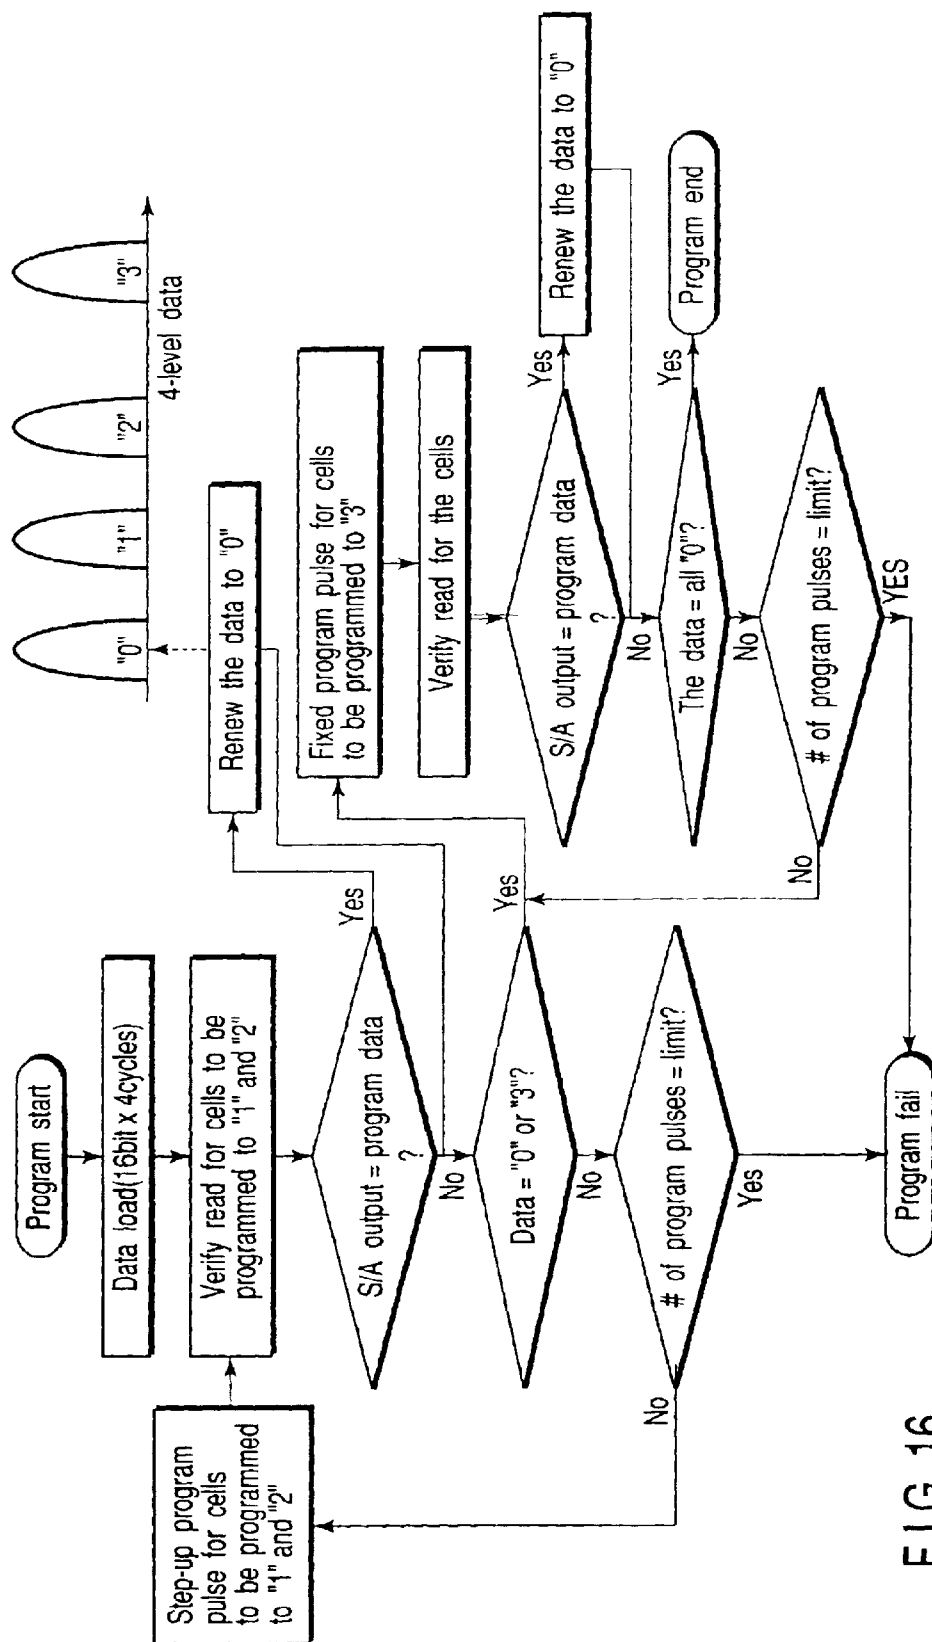 Program start
Data load(16bit x 4cycles)
Verify read for cells to be
programmed to "1" and "2"
Step-up program
pulse for cells
to be programmed
to "1" and "2"
S/A output = program data
?
Yes
No
Renew the data to "0"
Data = "0" or "3"?
Yes
No
# of program pulses = limit?
No
Yes
Program fail
"0"
"1"
"2"
"3"
4-level data
Fixed program pulse for cells
to be programmed to "3"
Verify read for the cells
S/A output = program data
?
Yes
No
Renew the data to "0"
The data = all "0"?
Yes
No
Program end
# of program pulses = limit?
No
YES
FIG. 16